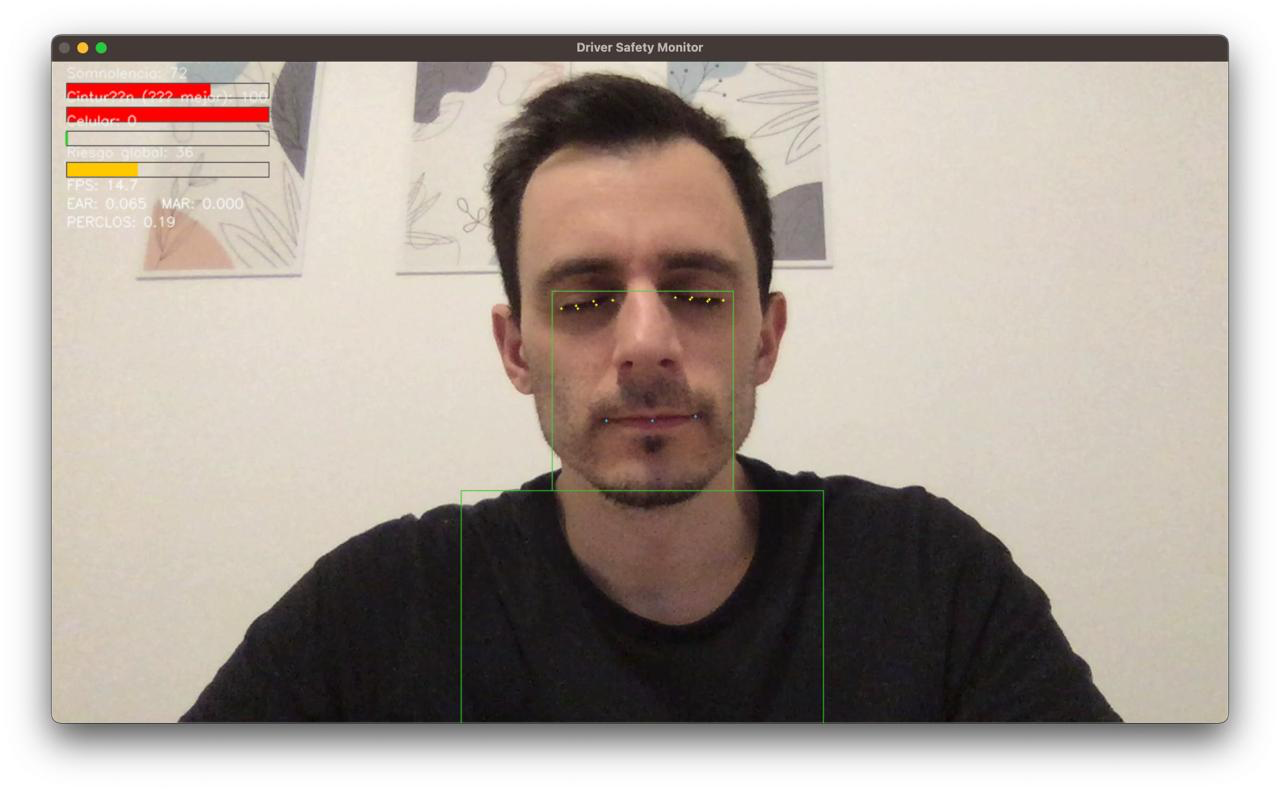 Driver Safety Monitor
Somnolencia: 72
Cintur??n (??? mejor): 100
Celular: 0
Riesgo global: 36
FPS: 14.7
EAR: 0.065 MAR: 0.000
PERCLOS: 0.19